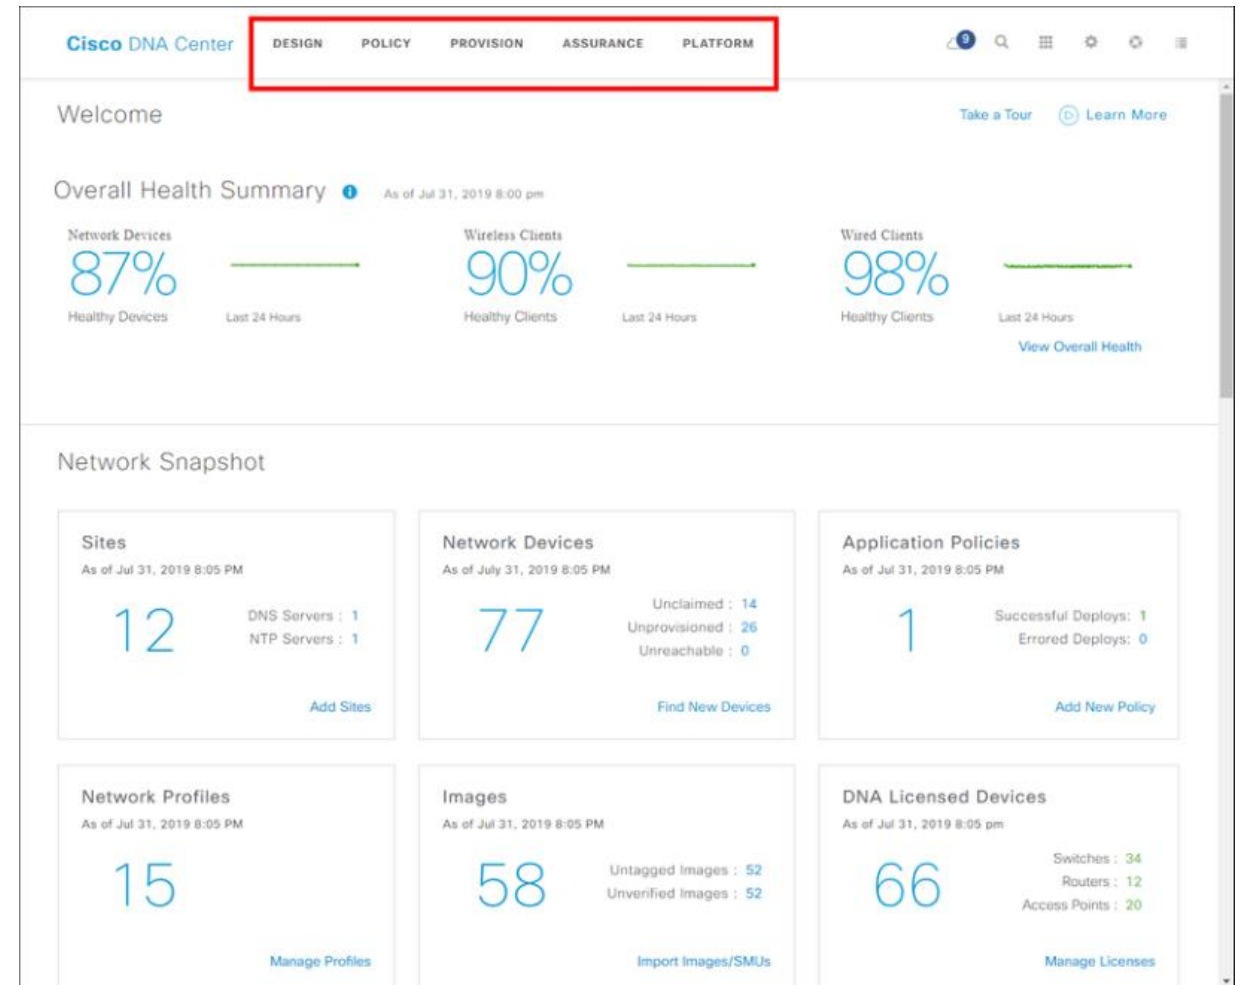 Cisco DNA Center DESIGN POLICY PROVISION ASSURANCE PLATFORM 9
Welcome
Take a Tour Learn More
Overall Health Summary As of Jul 31, 2019 8:00 pm
Network Devices
87%
Healthy Devices Last 24 Hours
Wireless Clients
90%
Healthy Clients Last 24 Hours
Wired Clients
98%
Healthy Clients Last 24 Hours
View Overall Health
Network Snapshot
Sites
As of Jul 31, 2019 8:05 PM
12
DNS Servers : 1
NTP Servers : 1
Add Sites
Network Devices
As of July 31, 2019 8:05 PM
77
Unclaimed : 14
Unprovisioned : 26
Unreachable : 0
Find New Devices
Application Policies
As of Jul 31, 2019 8:05 PM
1
Successful Deploys: 1
Errored Deploys: 0
Add New Policy
Network Profiles
As of Jul 31, 2019 8:05 PM
15
Manage Profiles
Images
As of Jul 31, 2019 8:05 PM
58
Untagged Images : 52
Unverified Images : 52
Import Images/SMUs
DNA Licensed Devices
As of Jul 31, 2019 8:05 pm
66
Switches : 34
Routers : 12
Access Points : 20
Manage Licenses